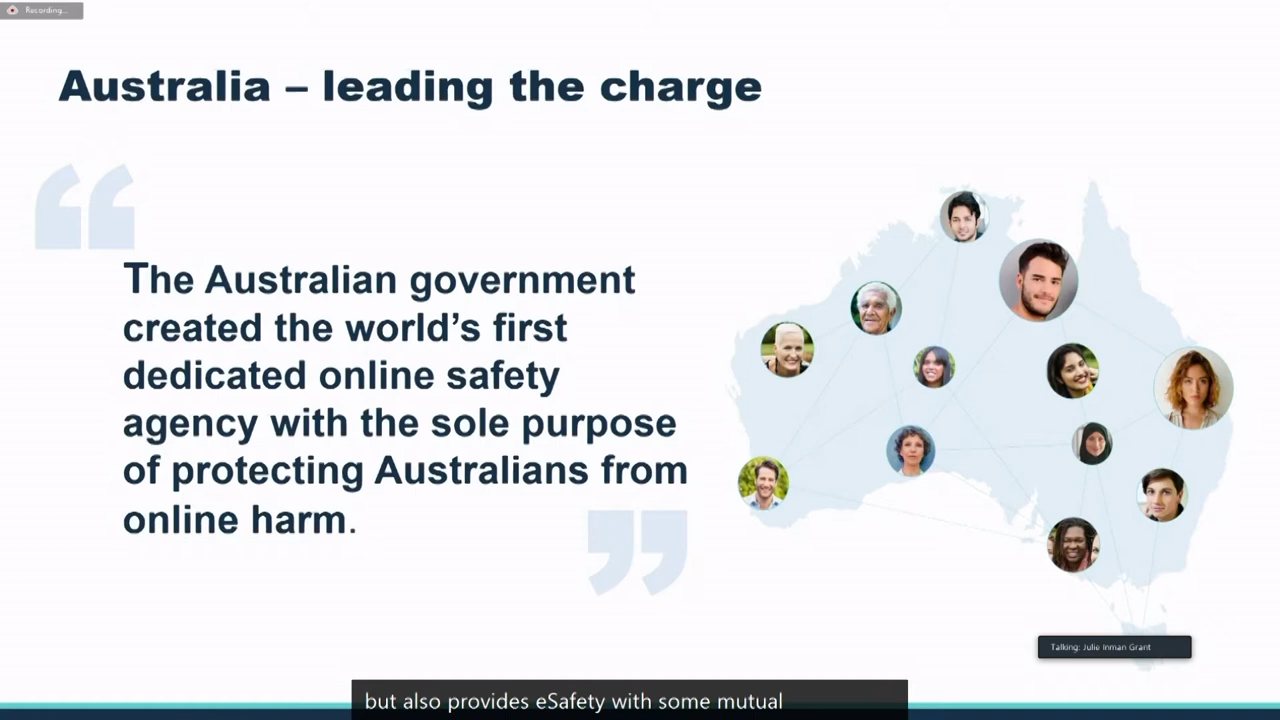 Recording...
Australia – leading the charge
“
The Australian government
created the world’s first
dedicated online safety
agency with the sole purpose
of protecting Australians from
online harm.
”
Talking: Julie Inman Grant
but also provides eSafety with some mutual